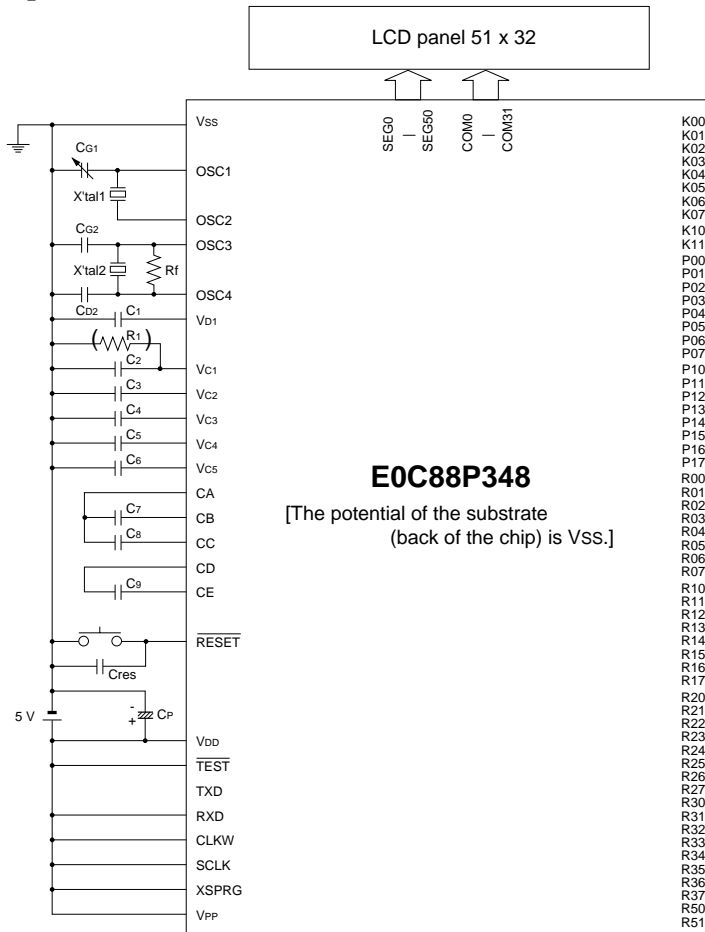 LCD panel 51 x 32
SEG0
—
SEG50
COM0
—
COM31
VSS
CG1
OSC1
X'tal1
OSC2
CG2
OSC3
X'tal2
Rf
OSC4
CD2
C1
VD1
(R1)
C2
VC1
C3
VC2
C4
VC3
C5
VC4
C6
VC5
CA
C7
CB
C8
CC
CD
C9
CE
RESET
Cres
5 V
-
+
CP
VDD
TEST
TXD
RXD
CLKW
SCLK
XSPRG
VPP
E0C88P348
[The potential of the substrate
(back of the chip) is VSS.]
K00
K01
K02
K03
K04
K05
K06
K07
K10
K11
P00
P01
P02
P03
P04
P05
P06
P07
P10
P11
P12
P13
P14
P15
P16
P17
R00
R01
R02
R03
R04
R05
R06
R07
R10
R11
R12
R13
R14
R15
R16
R17
R20
R21
R22
R23
R24
R25
R26
R27
R30
R31
R32
R33
R34
R35
R36
R37
R50
R51